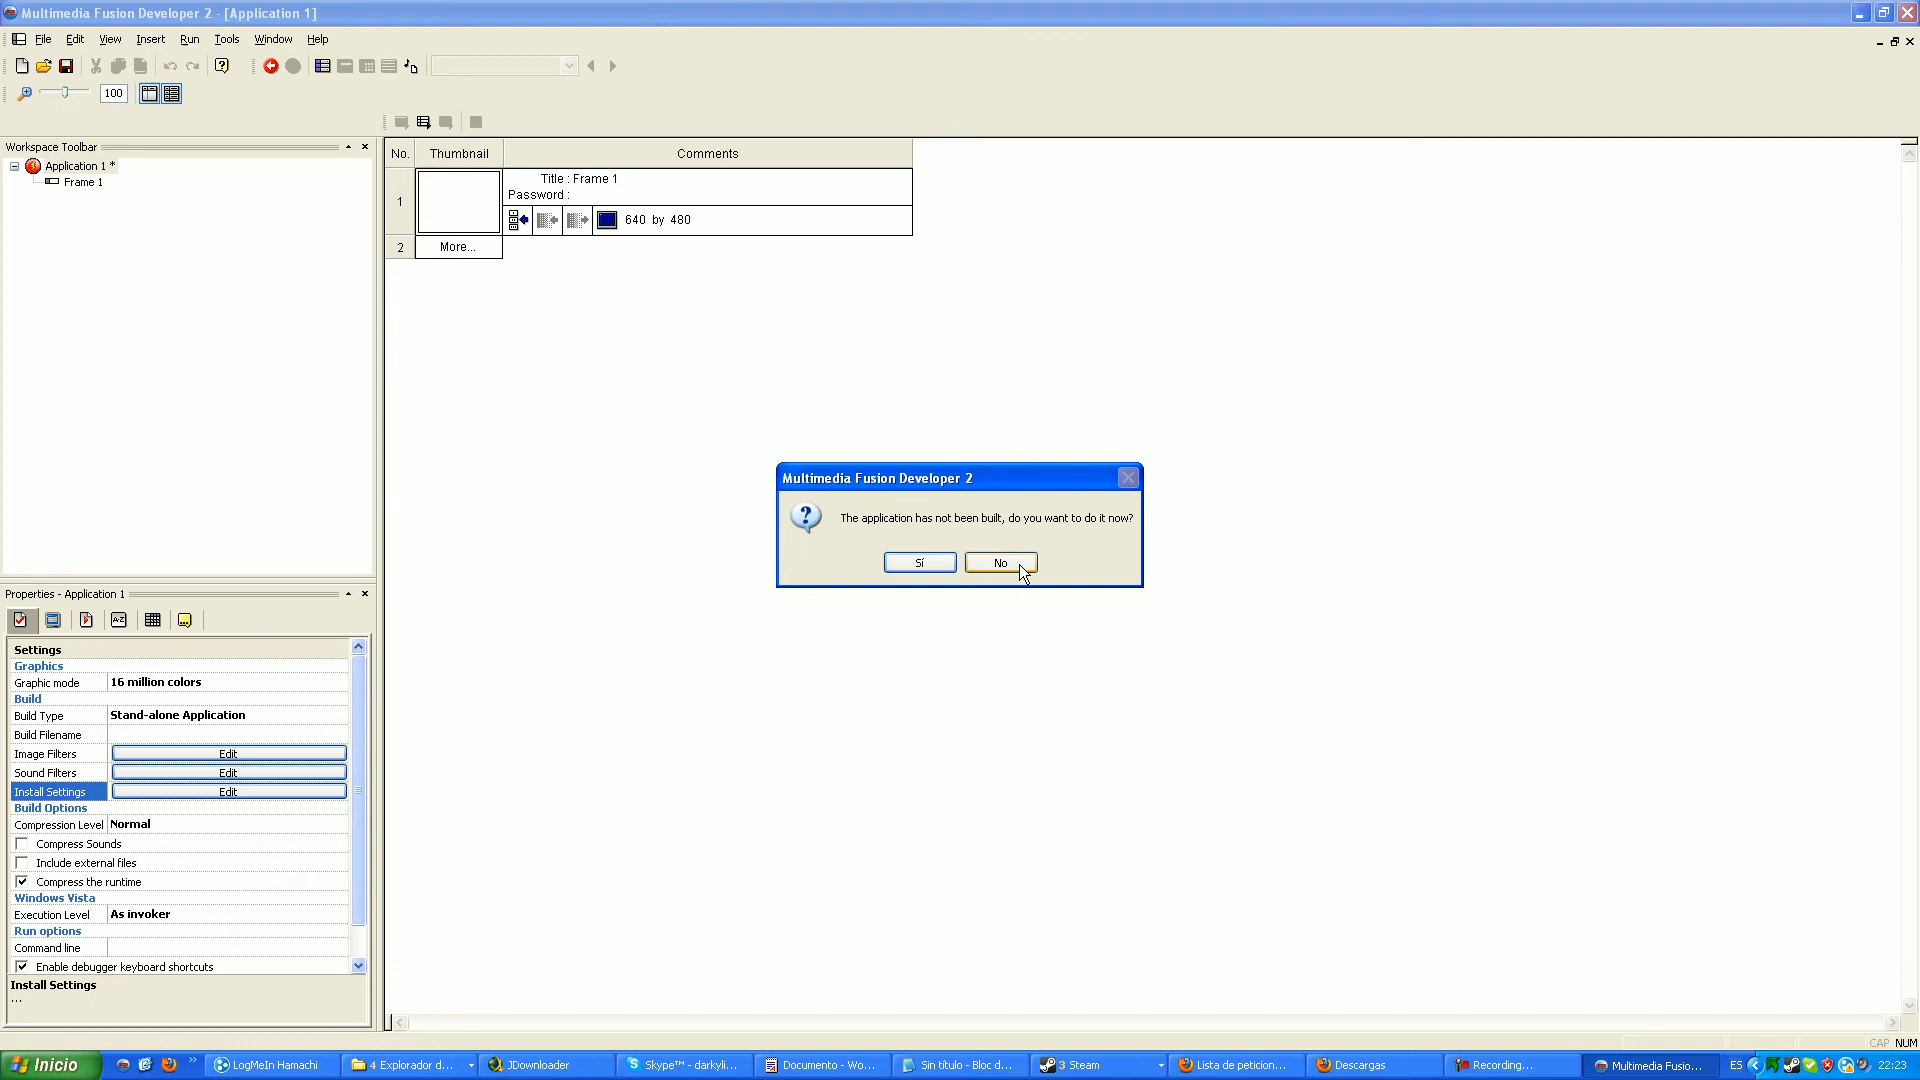 Multimedia Fusion Developer 2 - [Application 1]
File Edit View Insert Run Tools Window Help
100
Workspace Toolbar
Application 1 *
Frame 1
No. Thumbnail Comments
1 Title : Frame 1
Password :
640 by 480
2 More...
Multimedia Fusion Developer 2
The application has not been built, do you want to do it now?
Sí No
Properties - Application 1
Settings
Graphics
Graphic mode 16 million colors
Build
Build Type Stand-alone Application
Build Filename
Image Filters Edit
Sound Filters Edit
Install Settings Edit
Build Options
Compression Level Normal
Compress Sounds
Include external files
Compress the runtime
Windows Vista
Execution Level As invoker
Run options
Command line
Enable debugger keyboard shortcuts
Install Settings
...
CAP NUM
Inicio LogMeIn Hamachi 4 Explorador d... JDownloader Skype™ - darkyli... Documento - Wo... Sin título - Bloc d... 3 Steam Lista de peticion... Descargas Recording... Multimedia Fusio... ES 22:23